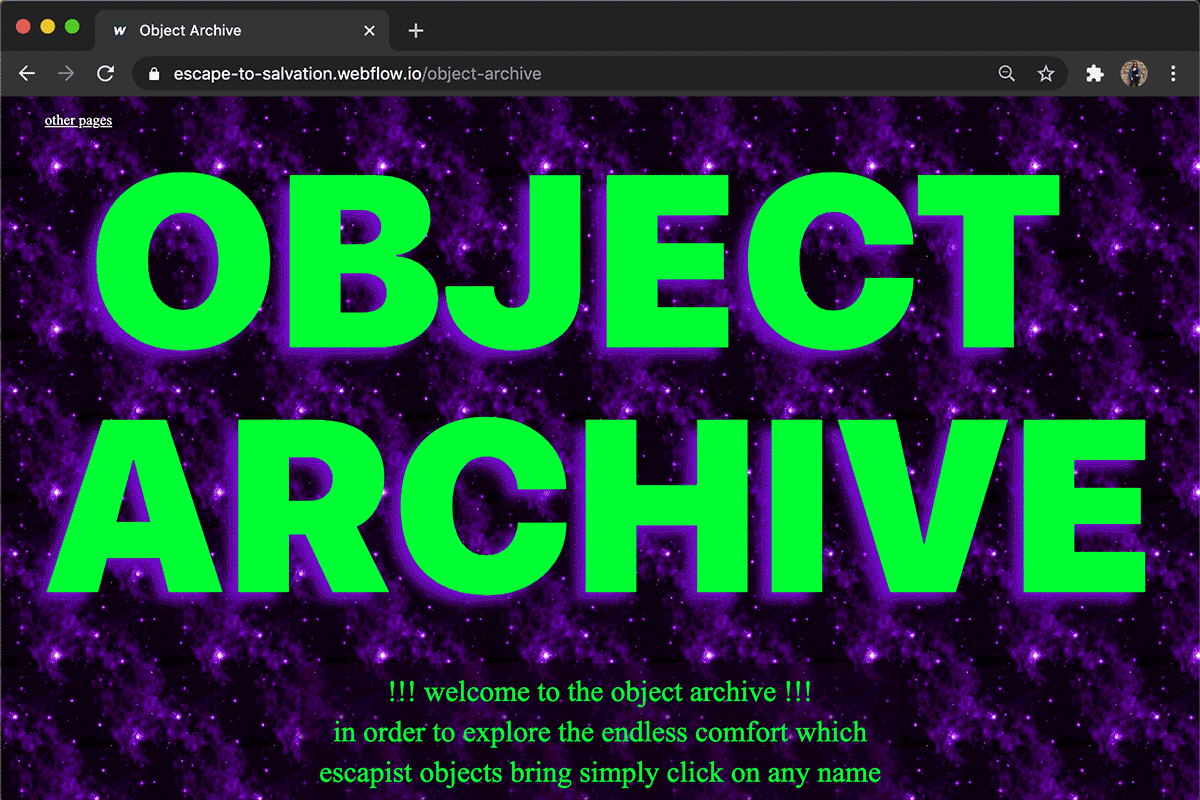 Object Archive
escape-to-salvation.webflow.io/object-archive
other pages
OBJECT
ARCHIVE
!!! welcome to the object archive !!!
in order to explore the endless comfort which
escapist objects bring simply click on any name